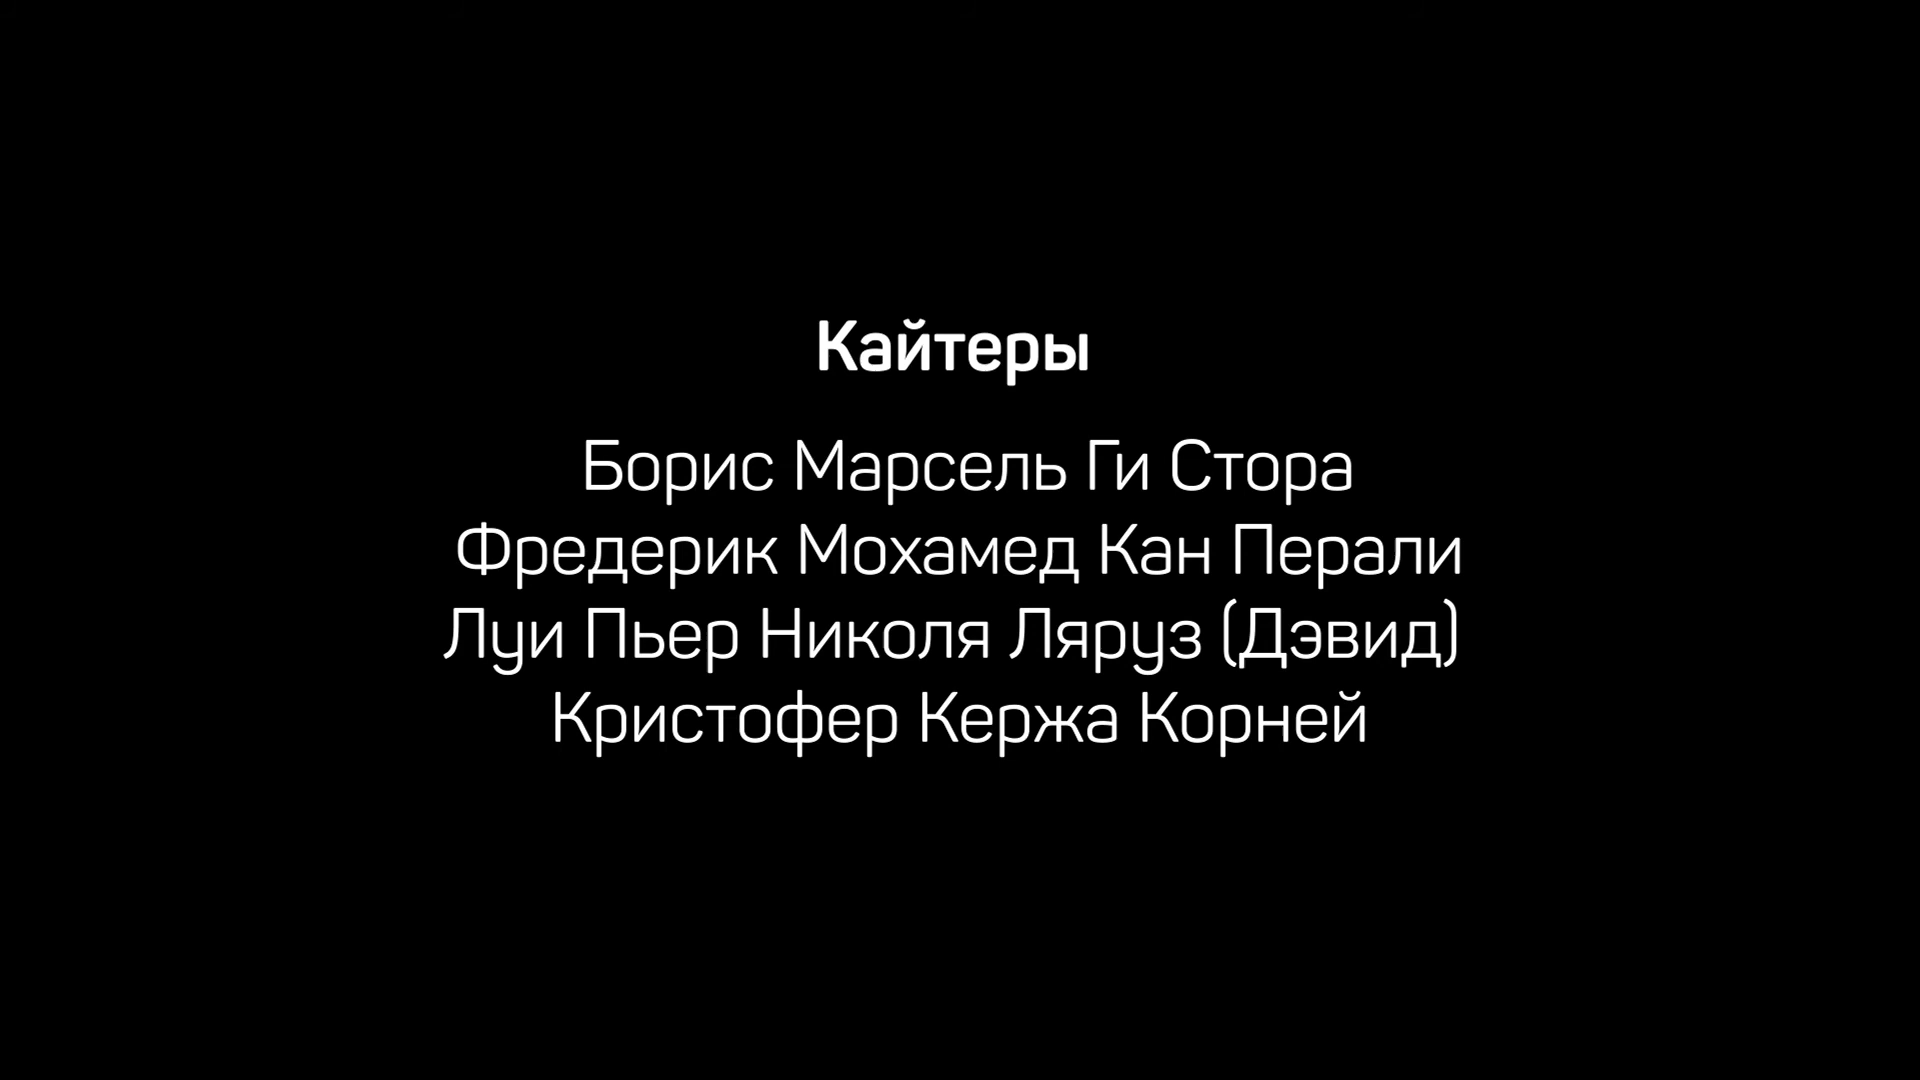 Кайтеры
Борис Марсель Ги Стора
Фредерик Мохамед Кан Перали
Луи Пьер Николя Ляруз (Дэвид)
Кристофер Кержа Корней